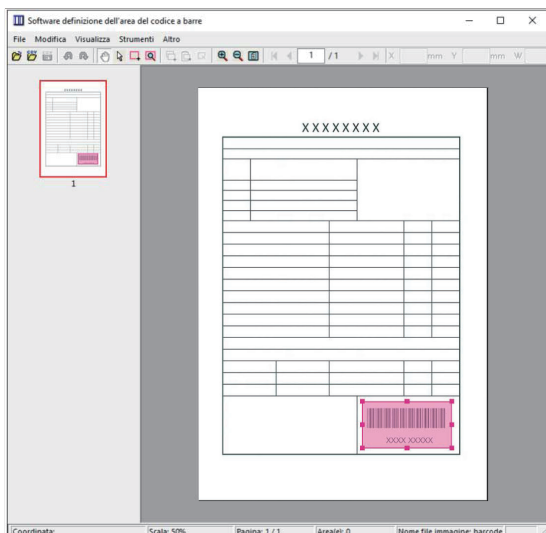 Software definizione dell'area del codice a barre
File Modifica Visualizza Strumenti Altro
1 /1 X mm Y mm W
XXXXXXXX
1
XXXXXXXX
XXXX XXXXX
Coordinata: Scala: 50% Pagina: 1 / 1 Area(e): 0 Nome file immagine: barcode